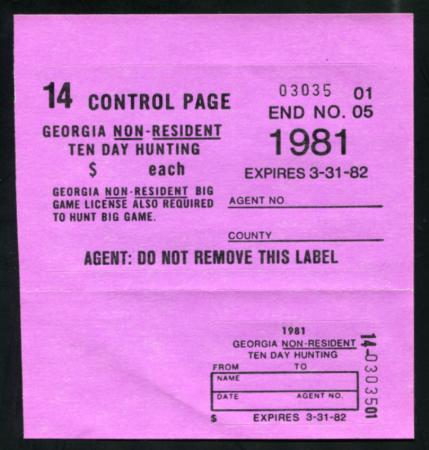 14 CONTROL PAGE
03035 01
END NO. 05
GEORGIA NON-RESIDENT
TEN DAY HUNTING
$ each
1981
EXPIRES 3-31-82
GEORGIA NON-RESIDENT BIG
GAME LICENSE ALSO REQUIRED
TO HUNT BIG GAME.
AGENT NO.
COUNTY
AGENT: DO NOT REMOVE THIS LABEL
1981
GEORGIA NON-RESIDENT
TEN DAY HUNTING
FROM TO
NAME
DATE AGENT NO.
$ EXPIRES 3-31-82
14-0303501